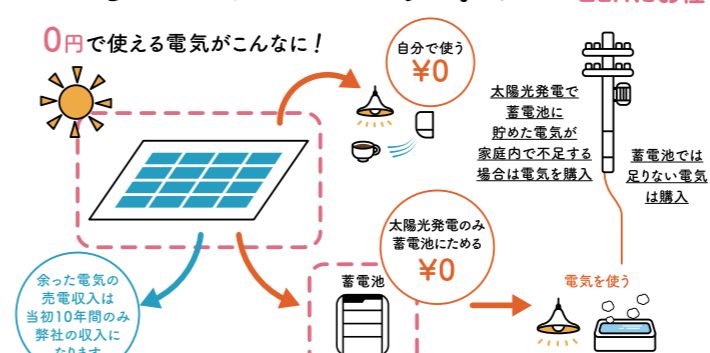 0円で使える電気がこんなに!
自分で使う
¥0
太陽光発電で
蓄電池に
貯めた電気が
家庭内で不足する
場合は電気を購入
蓄電池では
足りない電気
は購入
太陽光発電のみ
蓄電池にためる
¥0
蓄電池
電気を使う
余った電気の
売電収入は
当初10年間のみ
弊社の収入に
なります